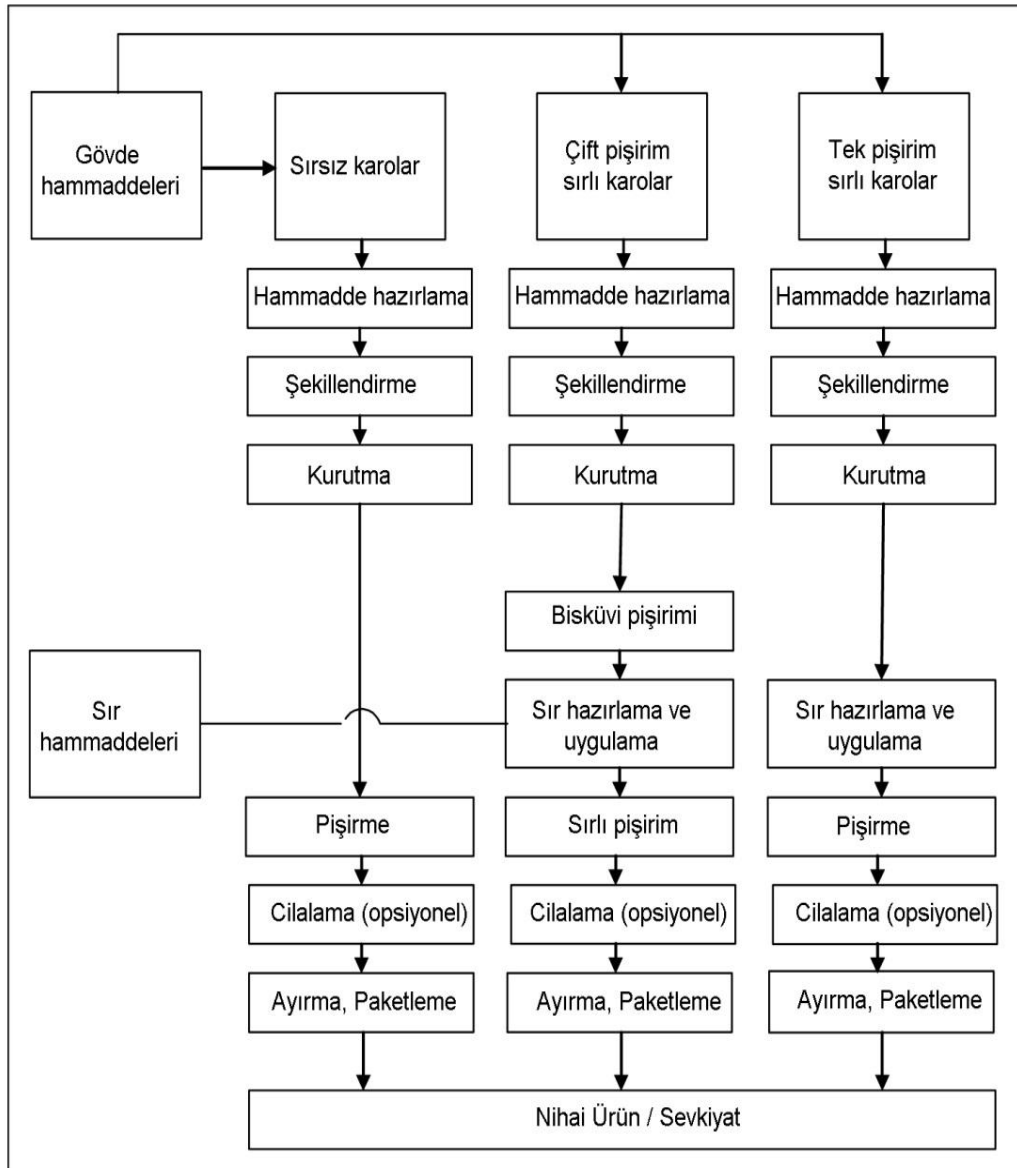 Gövde
hammaddeleri
Sırsız karolar
Çift pişirim
sırlı karolar
Tek pişirim
sırlı karolar
Hammadde hazırlama
Hammadde hazırlama
Hammadde hazırlama
Şekillendirme
Şekillendirme
Şekillendirme
Kurutma
Kurutma
Kurutma
Bisküvi pişirimi
Sır
hammaddeleri
Sır hazırlama ve
uygulama
Sır hazırlama ve
uygulama
Pişirme
Sırlı pişirim
Pişirme
Cilalama (opsiyonel)
Cilalama (opsiyonel)
Cilalama (opsiyonel)
Ayırma, Paketleme
Ayırma, Paketleme
Ayırma, Paketleme
Nihai Ürün / Sevkiyat